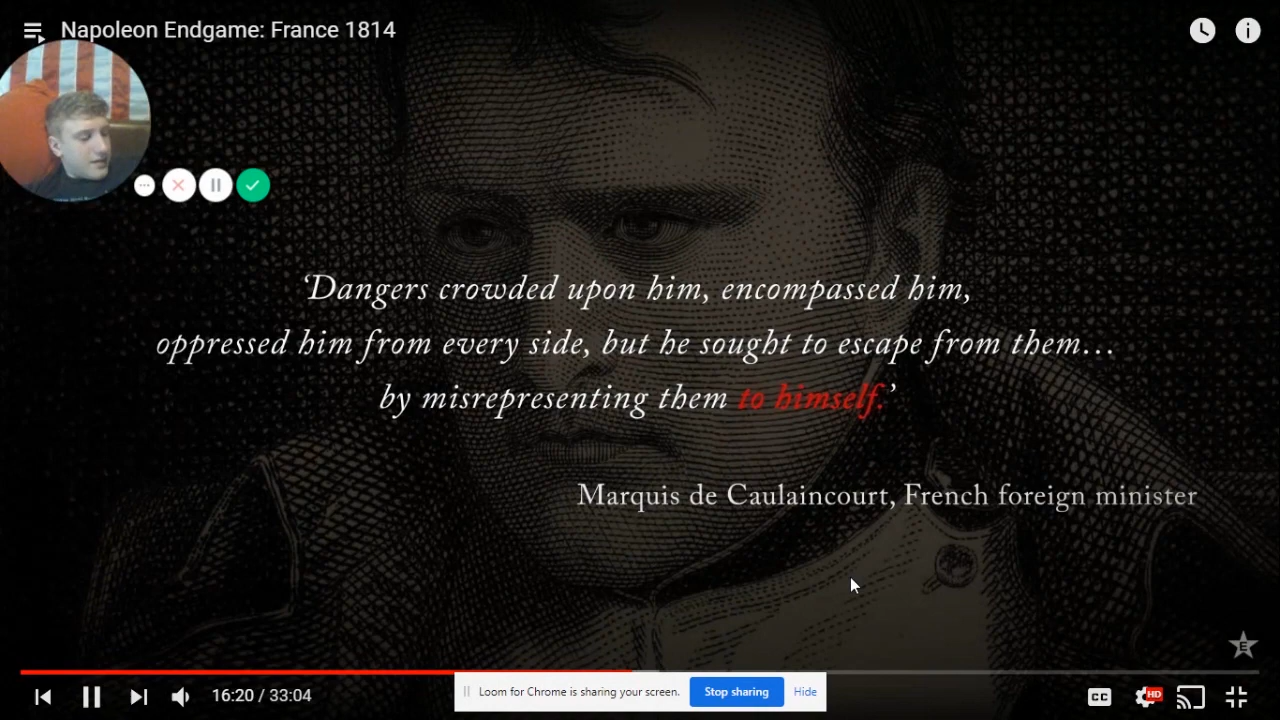 Napoleon Endgame: France 1814
‘Dangers crowded upon him, encompassed him,
oppressed him from every side, but he sought to escape from them...
by misrepresenting them to himself.’
Marquis de Caulaincourt, French foreign minister
E
16:20 / 33:04
Loom for Chrome is sharing your screen. Stop sharing Hide
CC
HD